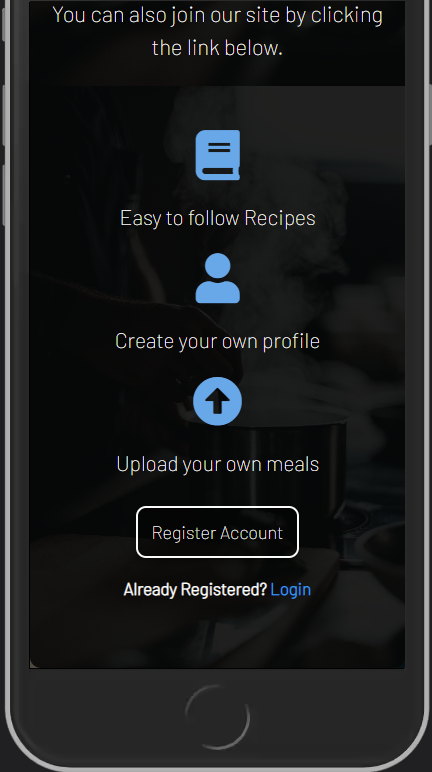 You can also join our site by clicking
the link below.
Easy to follow Recipes
Create your own profile
Upload your own meals
Register Account
Already Registered? Login